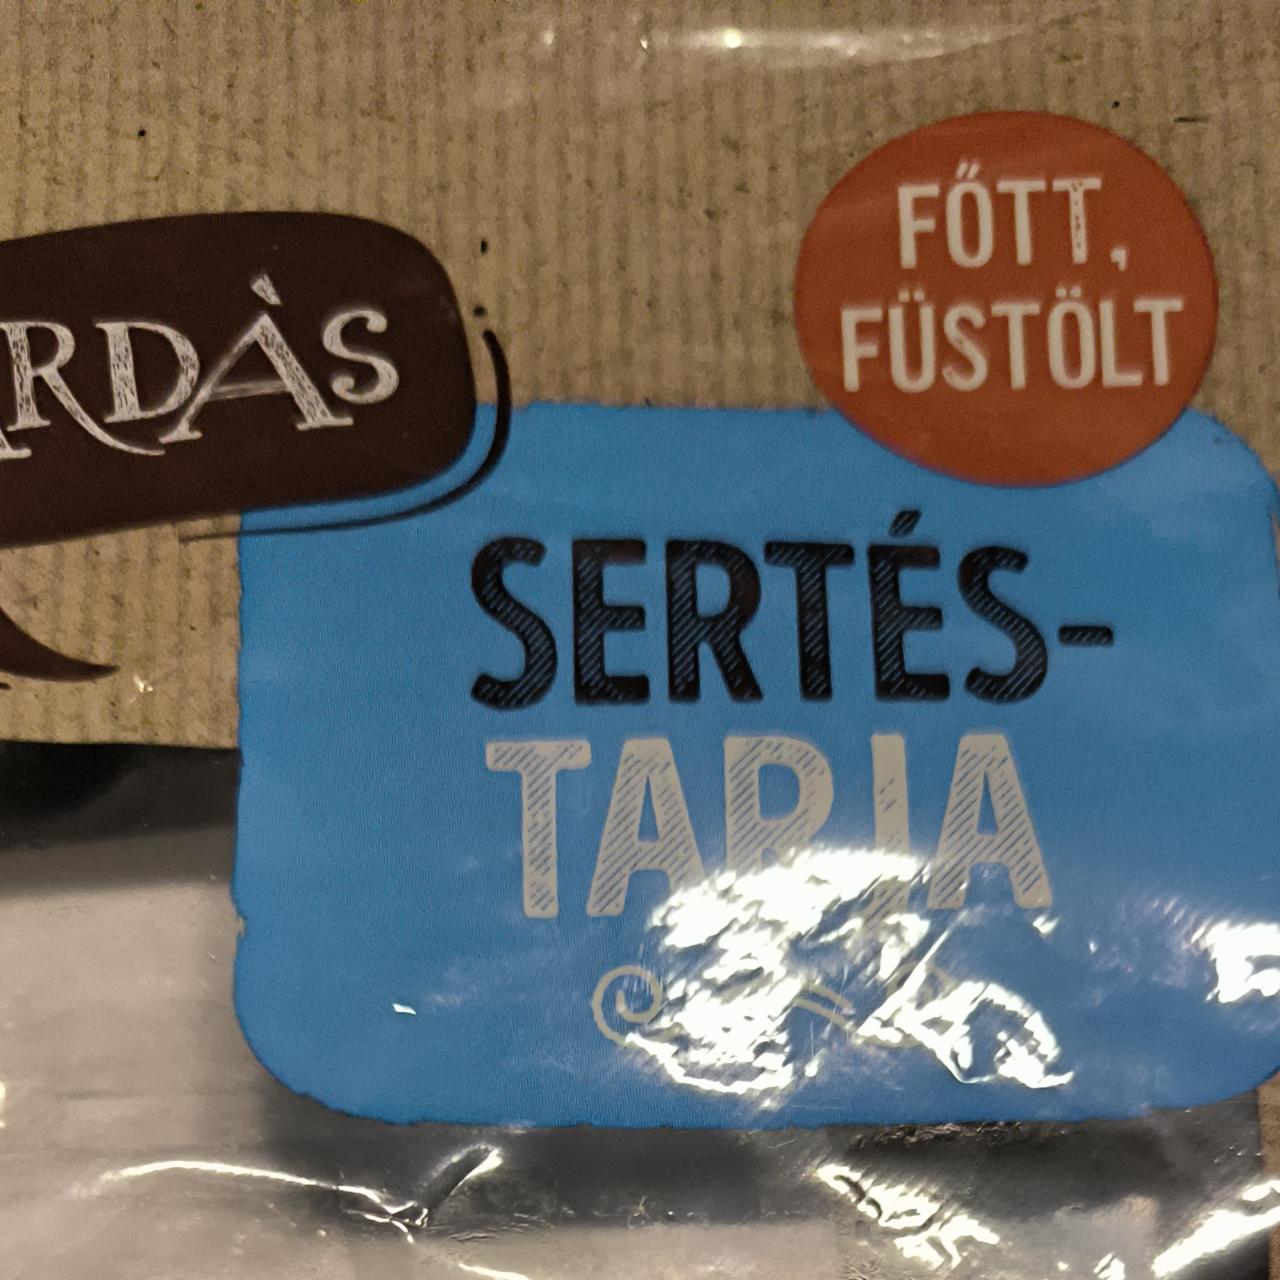 FŐTT,
FÜSTÖLT
SERTÉS-
TARJA